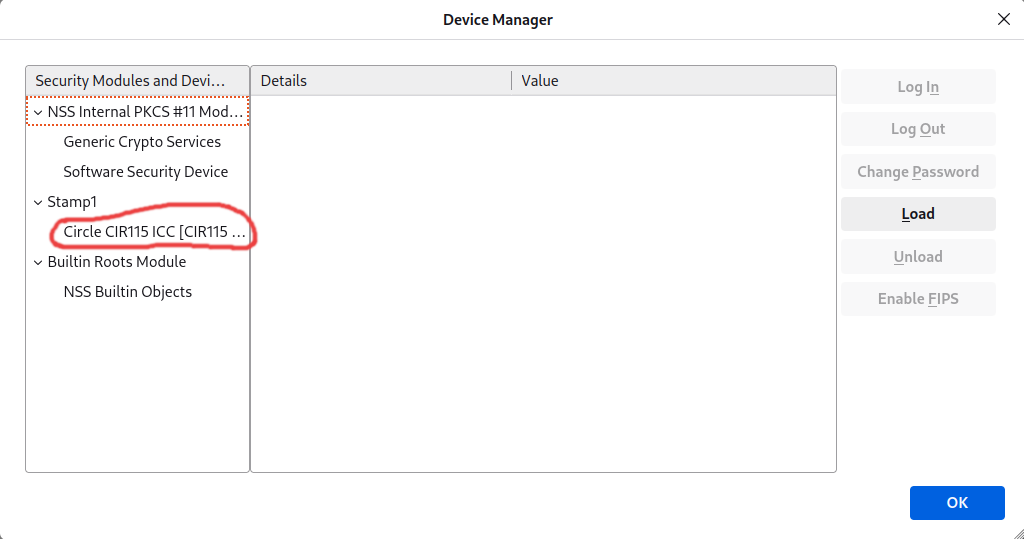 Device Manager
Security Modules and Devi...
Details
Value
NSS Internal PKCS #11 Mod...
Generic Crypto Services
Software Security Device
Stamp1
Circle CIR115 ICC [CIR115 ...
Builtin Roots Module
NSS Builtin Objects
Log In
Log Out
Change Password
Load
Unload
Enable FIPS
OK